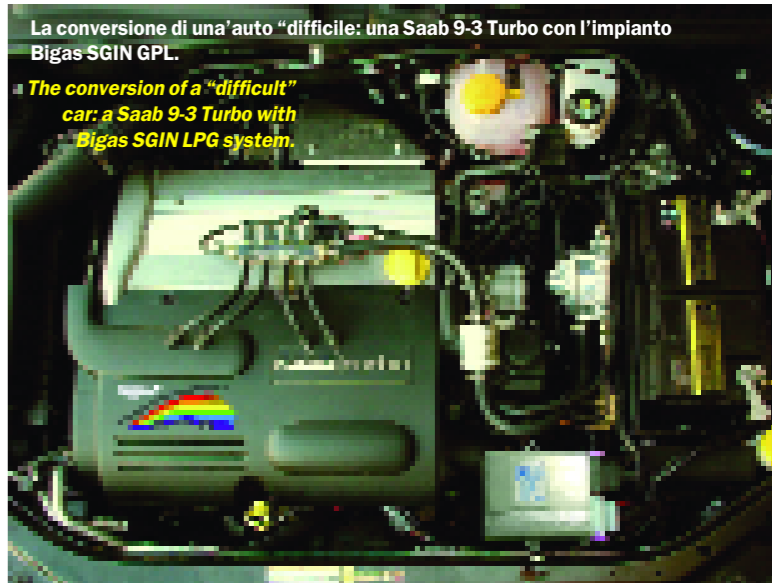 La conversione di una’auto “difficile: una Saab 9-3 Turbo con l’impianto
Bigas SGIN GPL.
The conversion of a “difficult”
car: a Saab 9-3 Turbo with
Bigas SGIN LPG system.